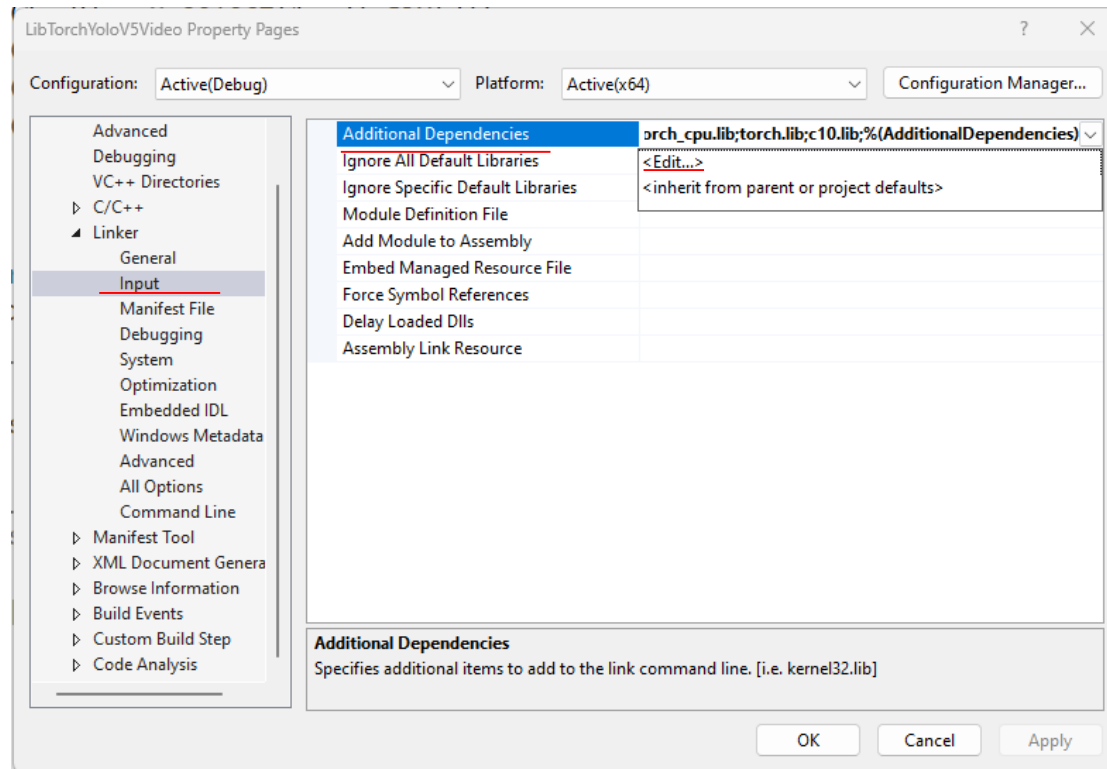 LibTorchYoloV5Video Property Pages
Configuration: Active(Debug) Platform: Active(x64) Configuration Manager...
Advanced
Debugging
VC++ Directories
C/C++
Linker
General
Input
Manifest File
Debugging
System
Optimization
Embedded IDL
Windows Metadata
Advanced
All Options
Command Line
Manifest Tool
XML Document Genera
Browse Information
Build Events
Custom Build Step
Code Analysis
Additional Dependencies orch_cpu.lib;torch.lib;c10.lib;%(AdditionalDependencies)
Ignore All Default Libraries <Edit...>
Ignore Specific Default Libraries <inherit from parent or project defaults>
Module Definition File
Add Module to Assembly
Embed Managed Resource File
Force Symbol References
Delay Loaded Dlls
Assembly Link Resource
Additional Dependencies
Specifies additional items to add to the link command line. [i.e. kernel32.lib]
OK Cancel Apply